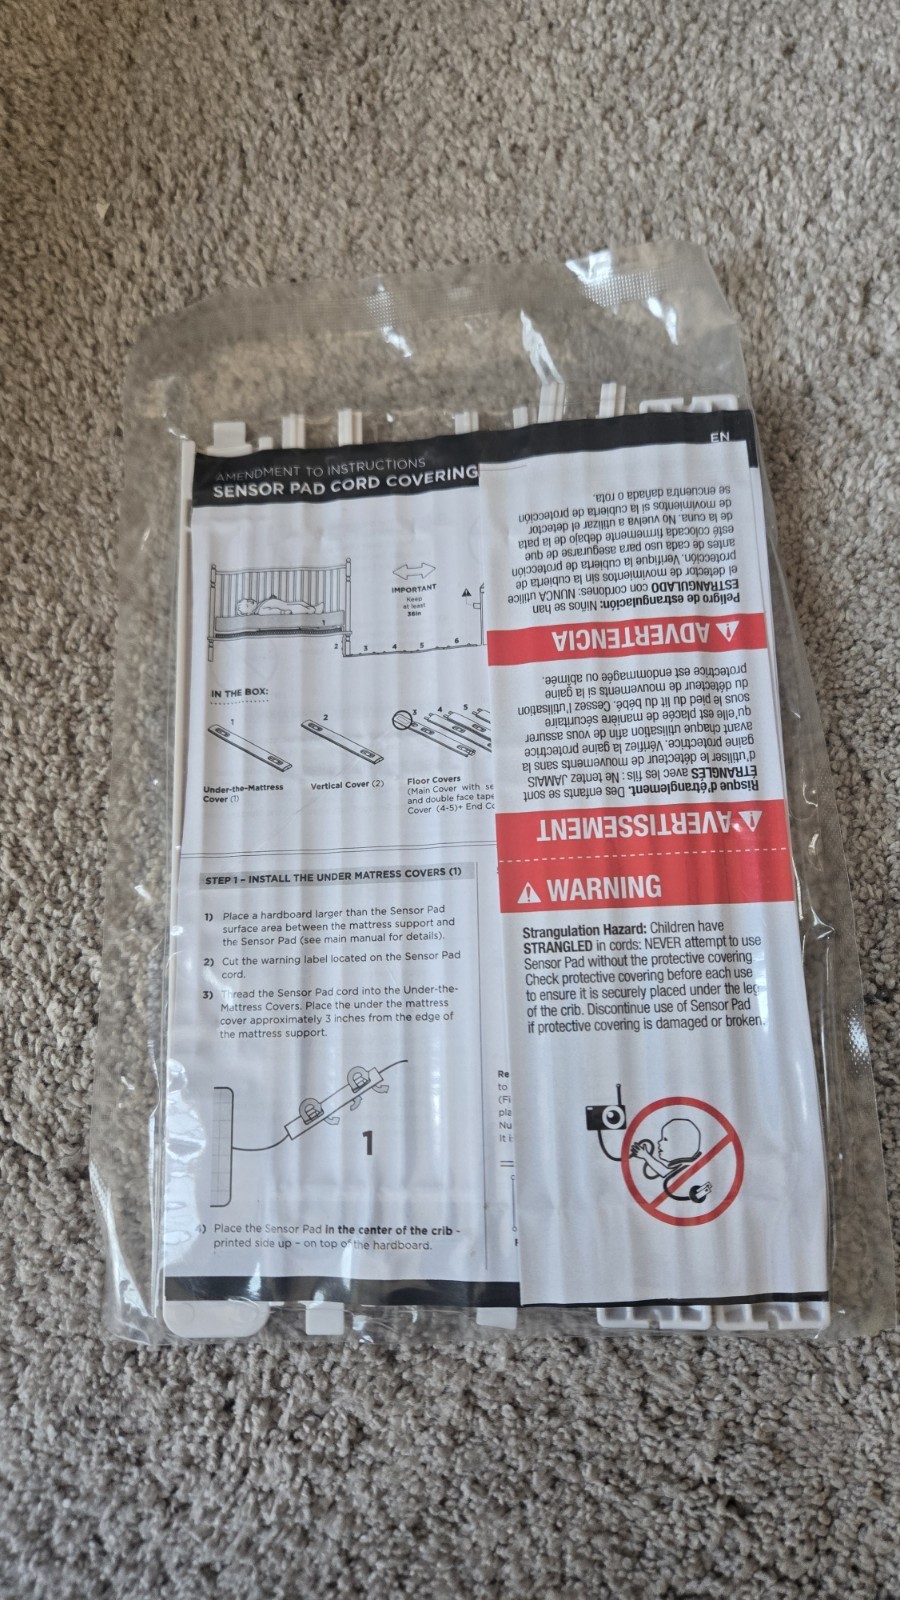 AMENDMENT TO INSTRUCTIONS
SENSOR PAD CORD COVERING
EN
IMPORTANT
Keep
at least
36in
1
2
3
4
5
6
IN THE BOX:
1
2
3
4
5
Under-the-Mattress
Cover (1)
Vertical Cover (2)
Floor Covers
(Main Cover with se
and double face tape
Cover (4-5)+ End Co
STEP 1 – INSTALL THE UNDER MATRESS COVERS (1)
1) Place a hardboard larger than the Sensor Pad
surface area between the mattress support and
the Sensor Pad (see main manual for details).
2) Cut the warning label located on the Sensor Pad
cord.
3) Thread the Sensor Pad cord into the Under-the-
Mattress Covers. Place the under the mattress
cover approximately 3 inches from the edge of
the mattress support.
1
4) Place the Sensor Pad in the center of the crib -
printed side up – on top of the hardboard.
Re
to
(Fi
pla
Nu
It i
ADVERTENCIA
Peligro de estrangulación: Niños se han
ESTRANGULADO con cordones: NUNCA utilice
el detector de movimientos sin la cubierta de
protección. Verifique la cubierta de protección
antes de cada uso para asegurarse de que
esté colocada firmemente debajo de la pata
de la cuna. No vuelva a utilizar el detector
de movimientos si la cubierta de protección
se encuentra dañada o rota.
AVERTISSEMENT
Risque d'étranglement. Des enfants se sont
ÉTRANGLÉS avec les fils : Ne tentez JAMAIS
d'utiliser le détecteur de mouvements sans la
gaine protectrice. Vérifiez la gaine protectrice
avant chaque utilisation afin de vous assurer
qu'elle est placée de manière sécuritaire
sous le pied du lit du bébé. Cessez l'utilisation
du détecteur de mouvements si la gaine
protectrice est endommagée ou abimée.
WARNING
Strangulation Hazard: Children have
STRANGLED in cords: NEVER attempt to use
Sensor Pad without the protective covering
Check protective covering before each use
to ensure it is securely placed under the leg
of the crib. Discontinue use of Sensor Pad
if protective covering is damaged or broken.